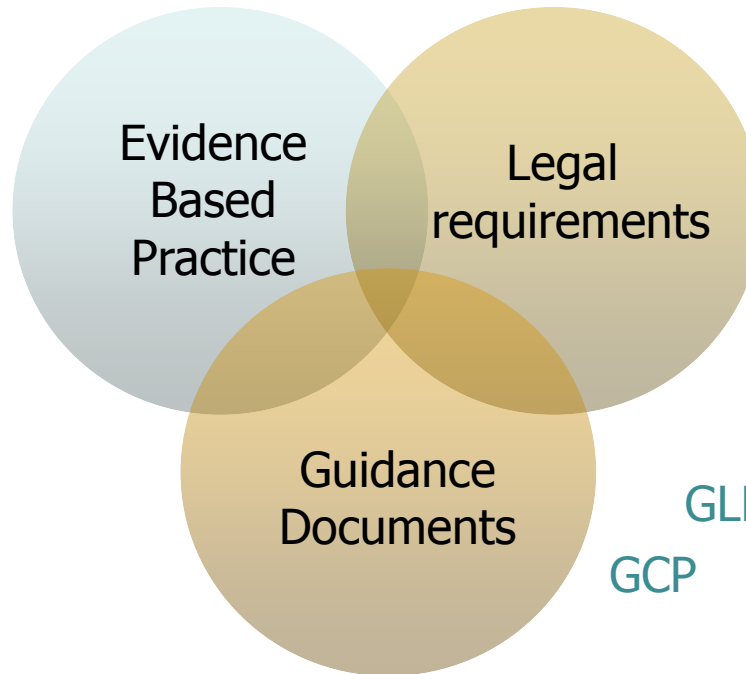 Evidence
Based
Practice
Legal
requirements
Guidance
Documents
GCP